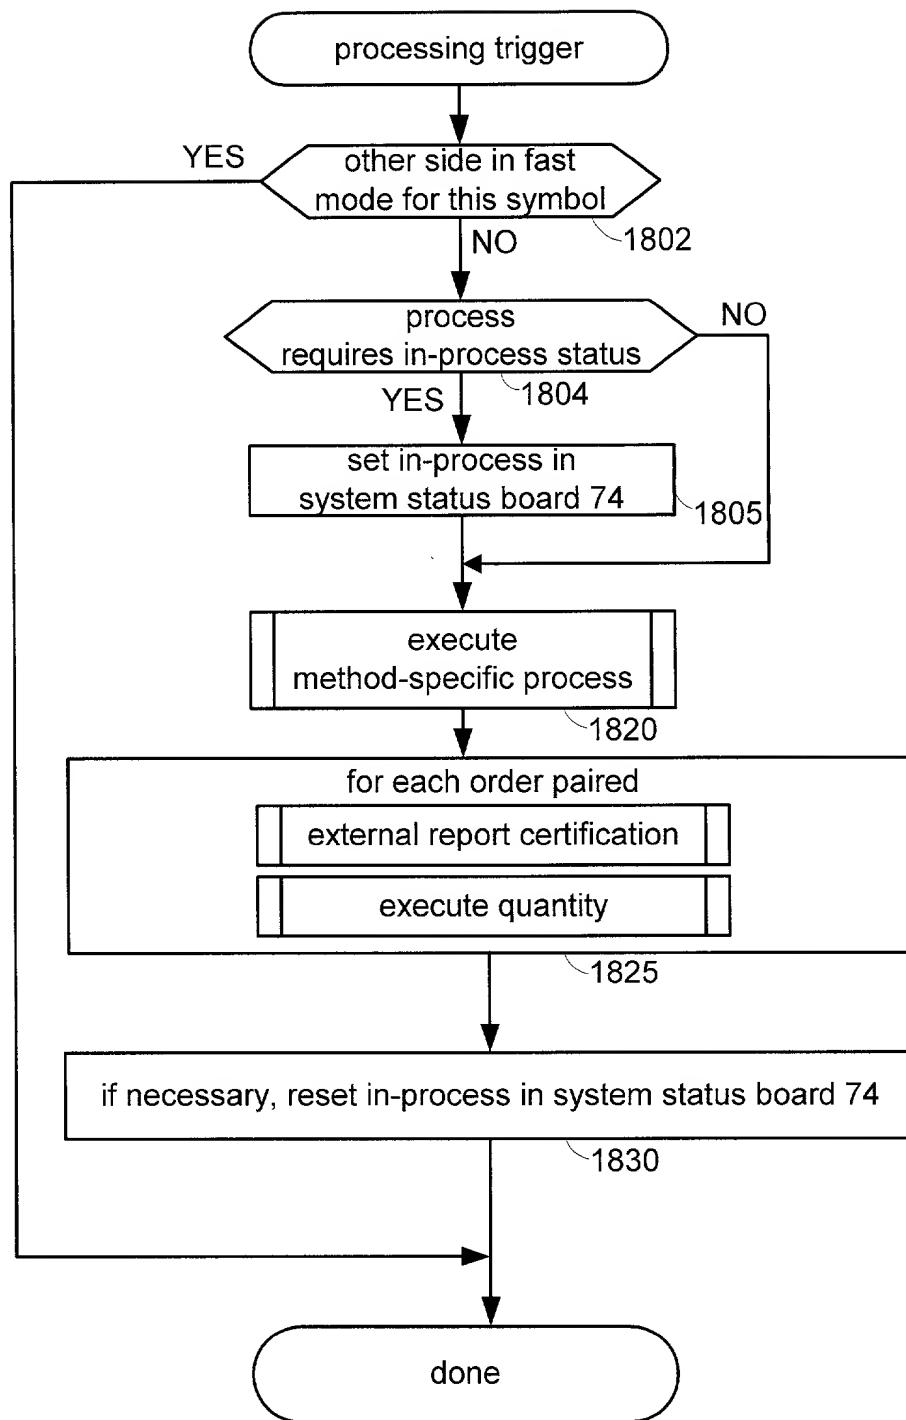 processing trigger
YES
other side in fast
mode for this symbol
1802
NO
process
requires in-process status
NO
1804
YES
set in-process in
system status board 74
1805
execute
method-specific process
1820
for each order paired
external report certification
execute quantity
1825
if necessary, reset in-process in system status board 74
1830
done